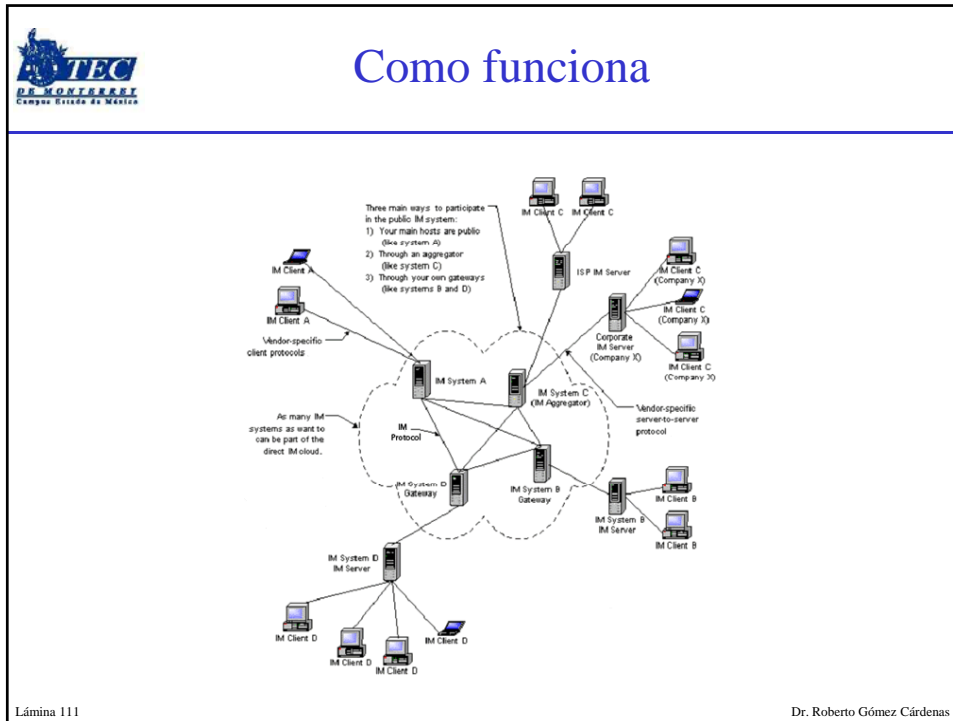 TEC
DE MONTERREY
Campus Estado de México
Como funciona
Three main ways to participate
in the public IM system:
1) Your main hosts are public
(like system A)
2) Through an aggregator
(like system C)
3) Through your own gateways
(like systems B and D)
IM Client C
IM Client C
ISP IM Server
IM Client A
IM Client A
Vendor-specific
client protocols
IM Client C
(Company X)
IM Client C
(Company X)
IM Client C
(Company X)
Corporate
IM Server
(Company X)
IM System A
IM System C
(IM Aggregator)
Vendor-specific
server-to-server
protocol
As many IM
systems as want to
can be part of the
direct IM cloud.
IM
Protocol
IM System D
Gateway
IM System B
Gateway
IM System B
IM Server
IM Client B
IM Client B
IM System D
IM Server
IM Client D
IM Client D
IM Client D
IM Client D
Lámina 111
Dr. Roberto Gómez Cárdenas